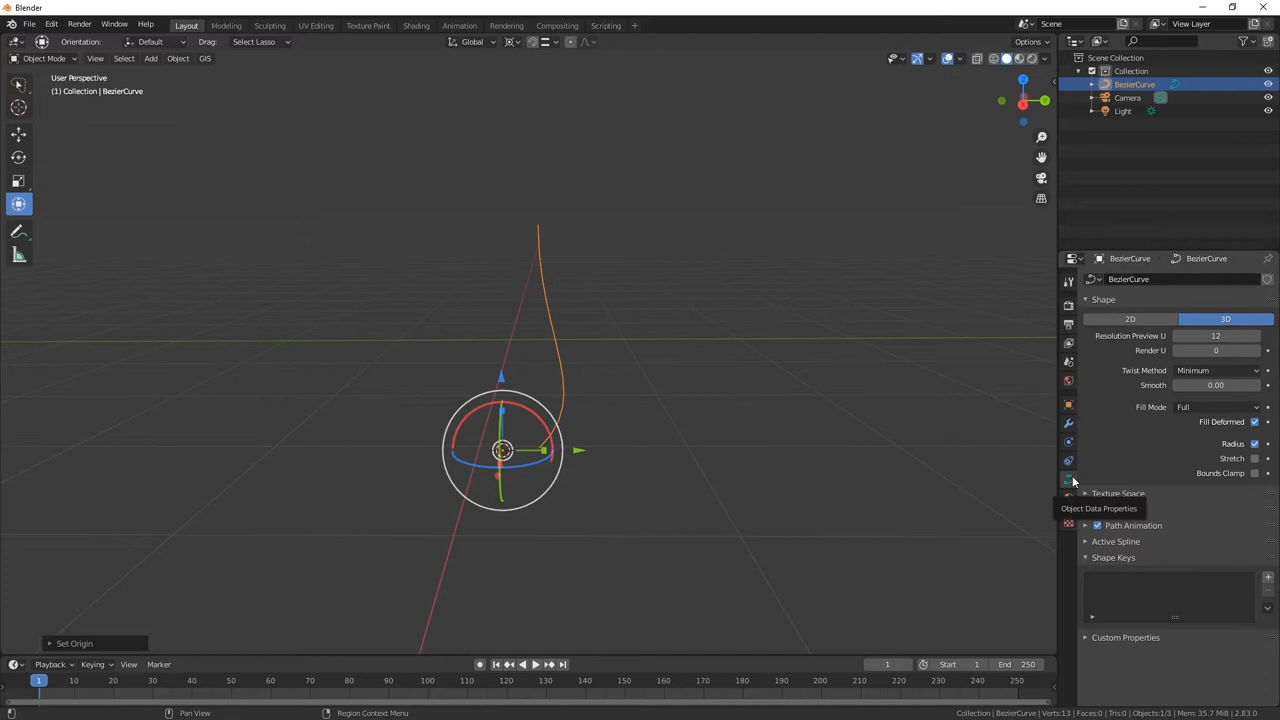 Blender
File Edit Render Window Help Layout Modeling Sculpting UV Editing Texture Paint Shading Animation Rendering Compositing Scripting + Scene View Layer
Orientation: Default Drag: Select Lasso Global Options
Object Mode View Select Add Object GIS
User Perspective
(1) Collection | BezierCurve
Scene Collection
Collection
BezierCurve
Camera
Light
Z
Y
X
BezierCurve BezierCurve
BezierCurve
Shape
2D 3D
Resolution Preview U 12
Render U 0
Twist Method Minimum
Smooth 0.00
Fill Mode Full
Fill Deformed
Radius
Stretch
Bounds Clamp
Texture Space
Object Data Properties
Path Animation
Active Spline
Shape Keys
Custom Properties
Set Origin
Playback Keying View Marker 1 Start 1 End 250
1 10 20 30 40 50 60 70 80 90 100 110 120 130 140 150 160 170 180 190 200 210 220 230 240 250
Pan View Region Context Menu Collection | BezierCurve | Verts:13 | Faces:0 | Tris:0 | Objects:1/3 | Mem: 35.7 MiB | 2.83.0